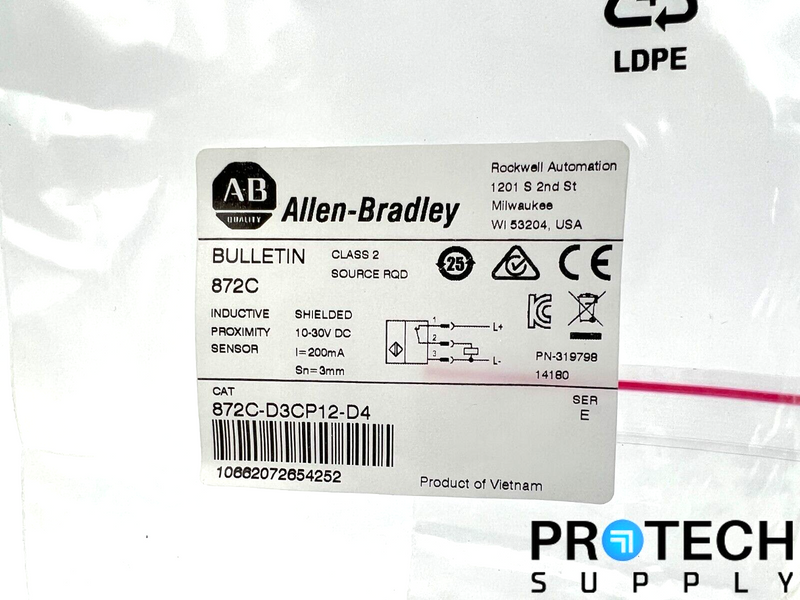 LDPE
A-B
QUALITY
Allen-Bradley
Rockwell Automation
1201 S 2nd St
Milwaukee
WI 53204, USA
BULLETIN
872C
CLASS 2
SOURCE RQD
25
CE
INDUCTIVE
PROXIMITY
SENSOR
SHIELDED
10-30V DC
I=200mA
Sn=3mm
1
2
3
L+
L-
PN-319798
14180
CAT
872C-D3CP12-D4
SER
E
10662072654252
Product of Vietnam
PROTECH
SUPPLY